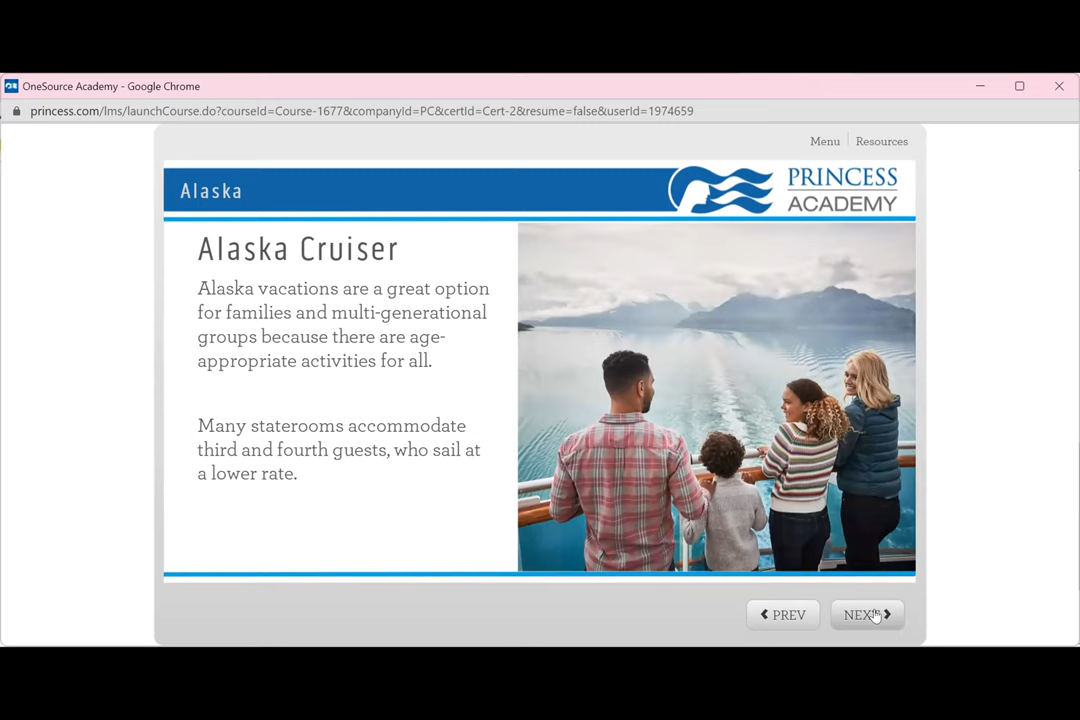 OneSource Academy - Google Chrome
princess.com/lms/launchCourse.do?courseId=Course-1677&companyId=PC&certId=Cert-2&resume=false&userId=1974659
Menu
Resources
Alaska
PRINCESS
ACADEMY
Alaska Cruiser
Alaska vacations are a great option
for families and multi-generational
groups because there are age-
appropriate activities for all.
Many staterooms accommodate
third and fourth guests, who sail at
a lower rate.
PREV
NEXT